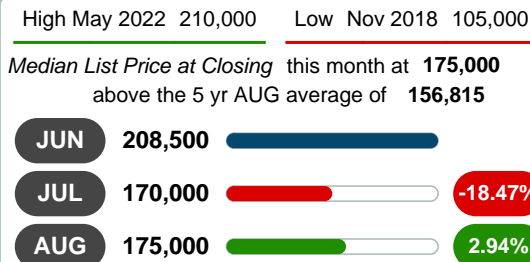 High May 2022 210,000 Low Nov 2018 105,000
Median List Price at Closing this month at 175,000
above the 5 yr AUG average of 156,815
JUN 208,500
JUL 170,000 -18.47%
AUG 175,000 2.94%